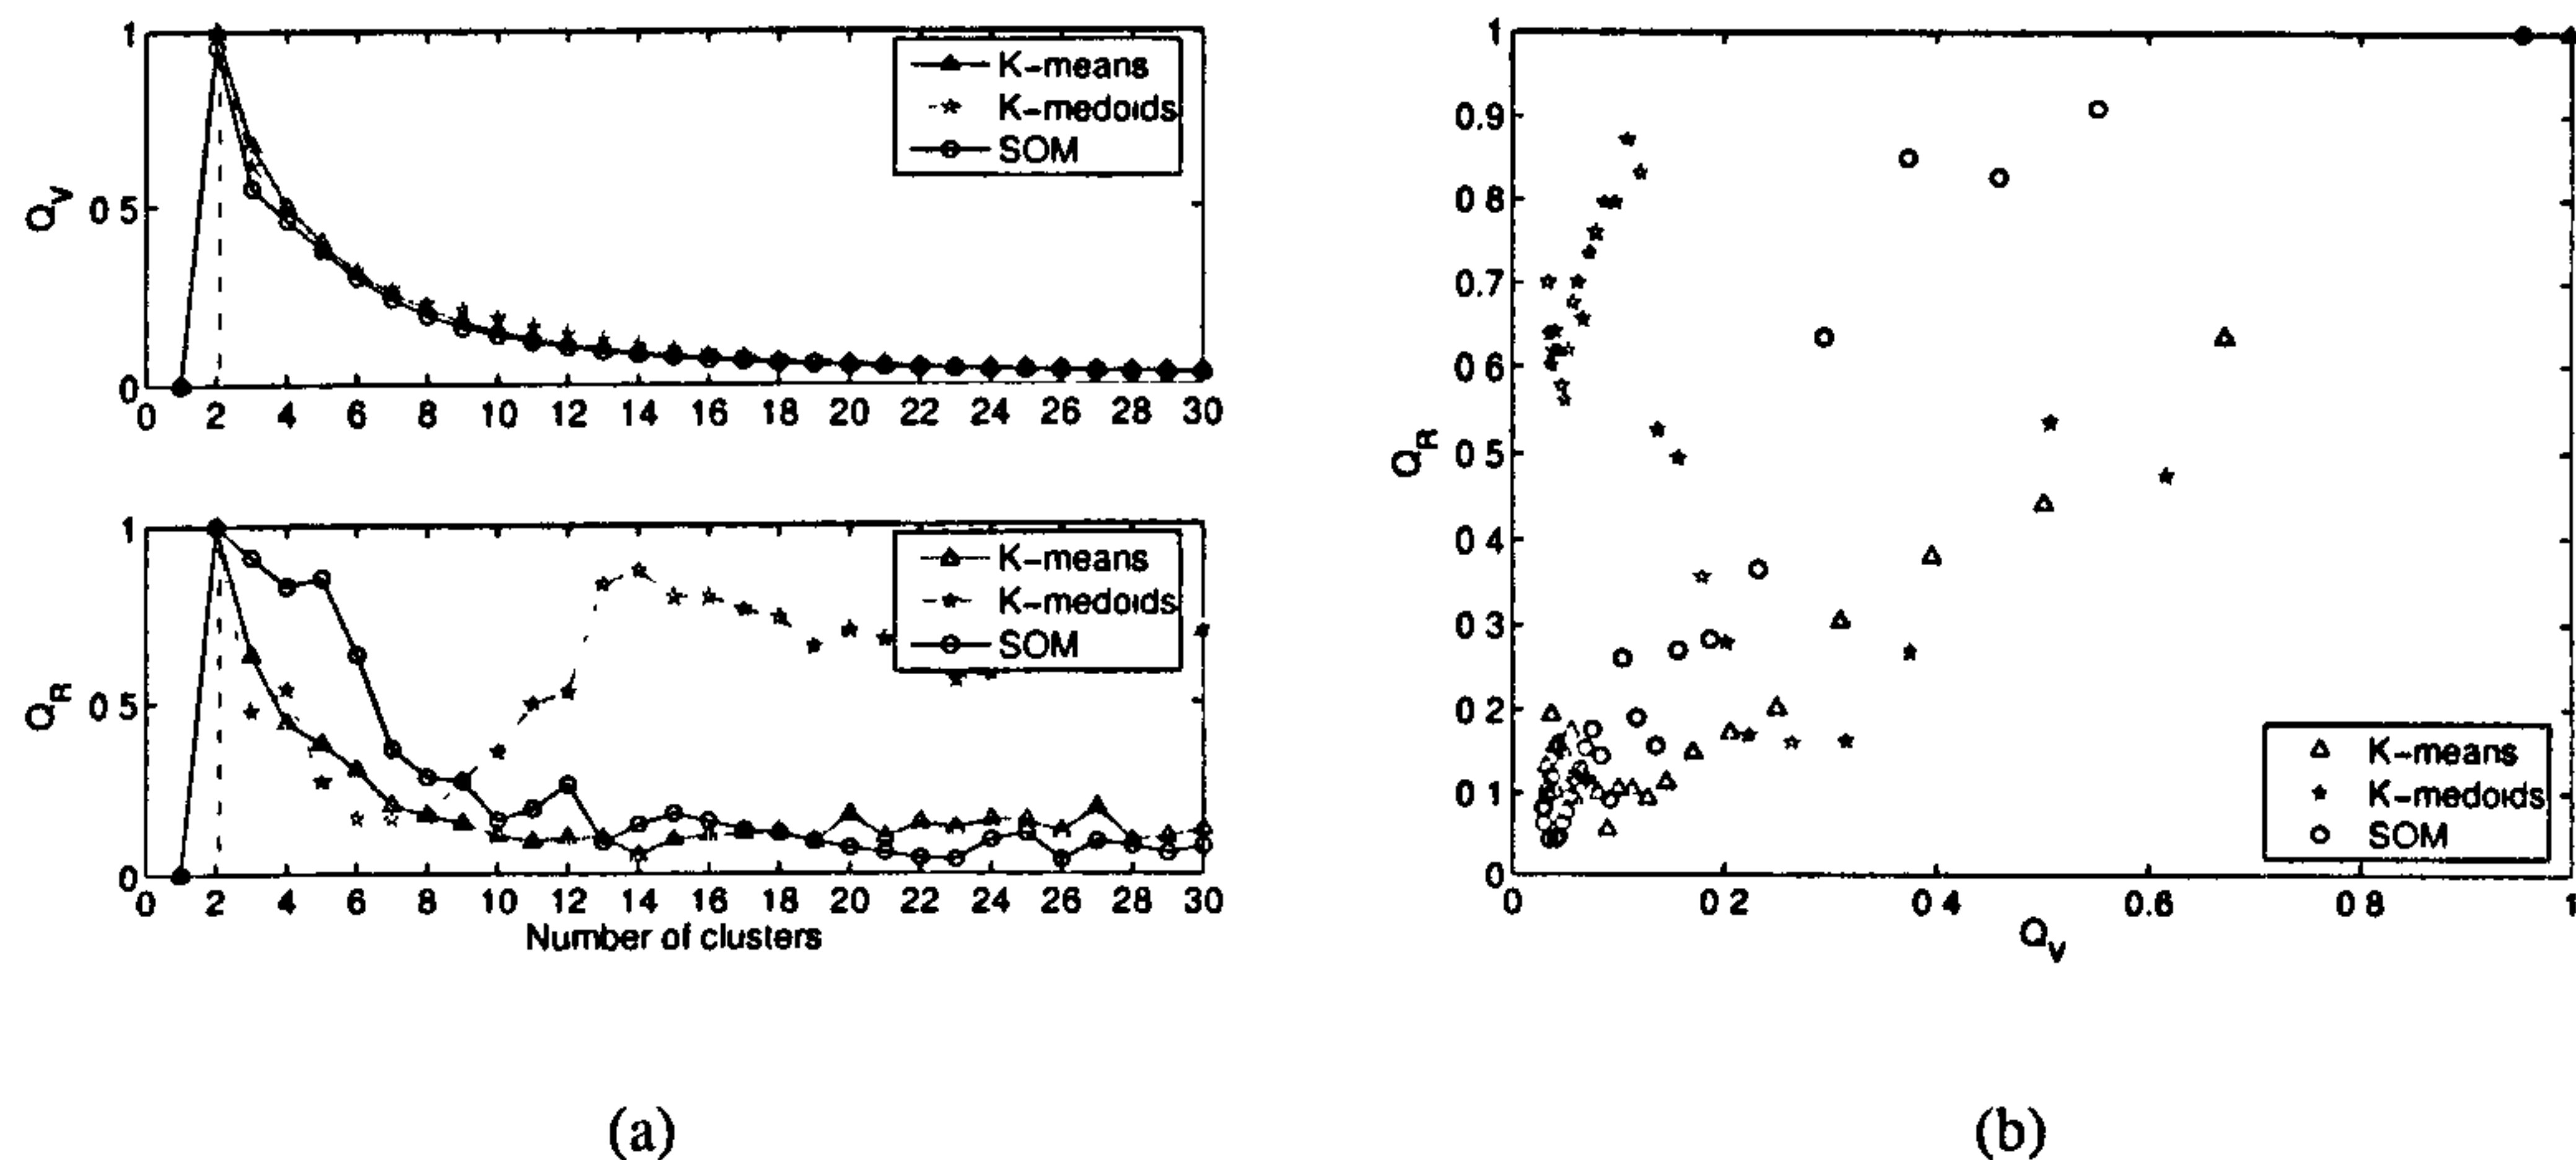 1
0 5
0
Q_V
K-means
K-medoids
SOM
0 2 4 6 8 10 12 14 16 18 20 22 24 26 28 30
1
0 5
0
Q_R
K-means
K-medoids
SOM
0 2 4 6 8 10 12 14 16 18 20 22 24 26 28 30
Number of clusters
(a)
1
0.9
0 8
0.7
0 6
0 5
0 4
0 3
0 2
0 1
0
Q_R
K-means
K-medoids
SOM
0 0 2 0 4 0.6 0 8 1
Q_V
(b)